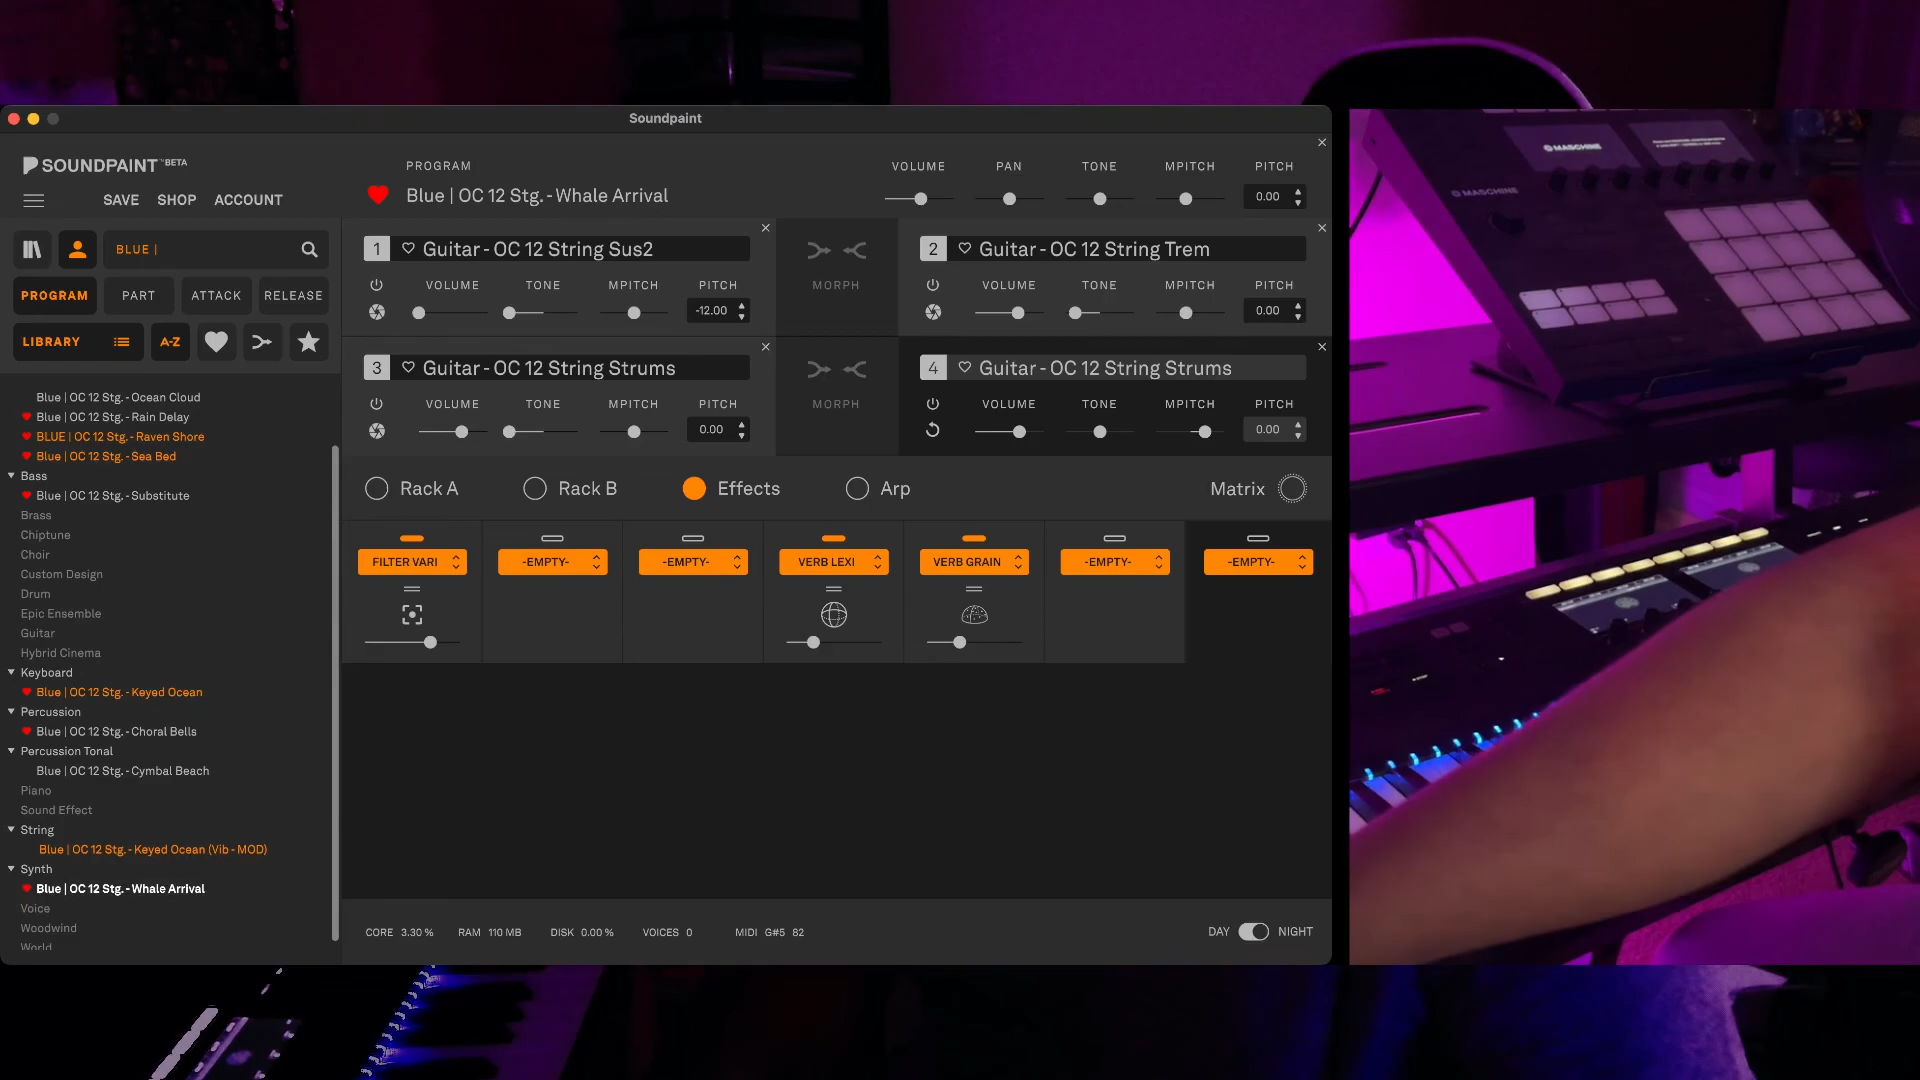 Soundpaint
SOUNDPAINT ™BETA
SAVE SHOP ACCOUNT
PROGRAM
Blue | OC 12 Stg. - Whale Arrival
VOLUME PAN TONE MPITCH PITCH
0.00
BLUE |
PROGRAM PART ATTACK RELEASE
LIBRARY A-Z
1 Guitar - OC 12 String Sus2
VOLUME TONE MPITCH PITCH
-12.00
MORPH
2 Guitar - OC 12 String Trem
VOLUME TONE MPITCH PITCH
0.00
3 Guitar - OC 12 String Strums
VOLUME TONE MPITCH PITCH
0.00
MORPH
4 Guitar - OC 12 String Strums
VOLUME TONE MPITCH PITCH
0.00
Blue | OC 12 Stg. - Ocean Cloud
Blue | OC 12 Stg. - Rain Delay
BLUE | OC 12 Stg. - Raven Shore
Blue | OC 12 Stg. - Sea Bed
Bass
Blue | OC 12 Stg. - Substitute
Brass
Chiptune
Choir
Custom Design
Drum
Epic Ensemble
Guitar
Hybrid Cinema
Keyboard
Blue | OC 12 Stg. - Keyed Ocean
Percussion
Blue | OC 12 Stg. - Choral Bells
Percussion Tonal
Blue | OC 12 Stg. - Cymbal Beach
Piano
Sound Effect
String
Blue | OC 12 Stg. - Keyed Ocean (Vib - MOD)
Synth
Blue | OC 12 Stg. - Whale Arrival
Voice
Woodwind
World
Rack A Rack B Effects Arp Matrix
FILTER VARI -EMPTY- -EMPTY- VERB LEXI VERB GRAIN -EMPTY- -EMPTY-
CORE 3.30 % RAM 110 MB DISK 0.00 % VOICES 0 MIDI G#5 82
DAY NIGHT
MASCHINE
MASCHINE